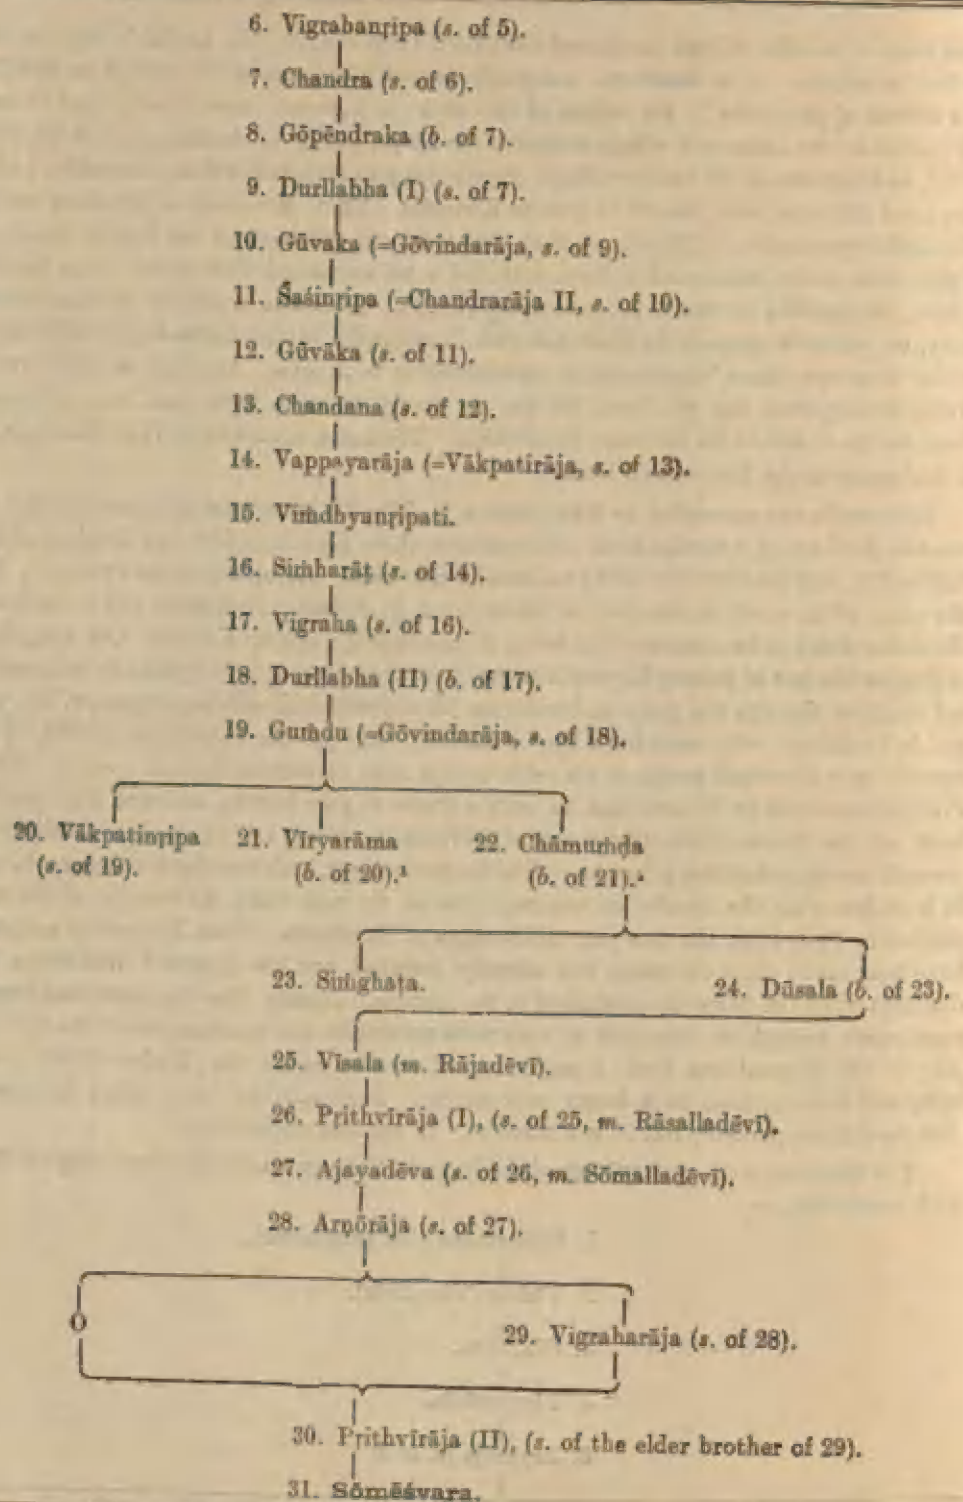 6. Vigrahanṛipa (s. of 5).
7. Chandra (s. of 6).
8. Gōpēndraka (b. of 7).
9. Durllabha (I) (s. of 7).
10. Gūvaka (=Gōvindarāja, s. of 9).
11. Śaśinṛipa (=Chandrarāja II, s. of 10).
12. Gūvāka (s. of 11).
13. Chandana (s. of 12).
14. Vappayarāja (=Vākpatirāja, s. of 13).
15. Viṁdhyanṛipati.
16. Siṁharāṭ (s. of 14).
17. Vigraha (s. of 16).
18. Durllabha (II) (b. of 17).
19. Guṁdu (=Gōvindarāja, s. of 18).
20. Vākpatinṛipa 21. Vīryarāma 22. Chāmuṁḍa
(s. of 19). (b. of 20). (b. of 21).
23. Siṁghaṭa. 24. Dūsala (b. of 23).
25. Vīsala (m. Rājadēvī).
26. Pṛithvīrāja (I), (s. of 25, m. Rāsalladēvī).
27. Ajayadēva (s. of 26, m. Sōmalladēvī).
28. Arṇōrāja (s. of 27).
O 29. Vigraharāja (s. of 28).
30. Pṛithvīrāja (II), (s. of the elder brother of 29).
31. Sōmēśvara.